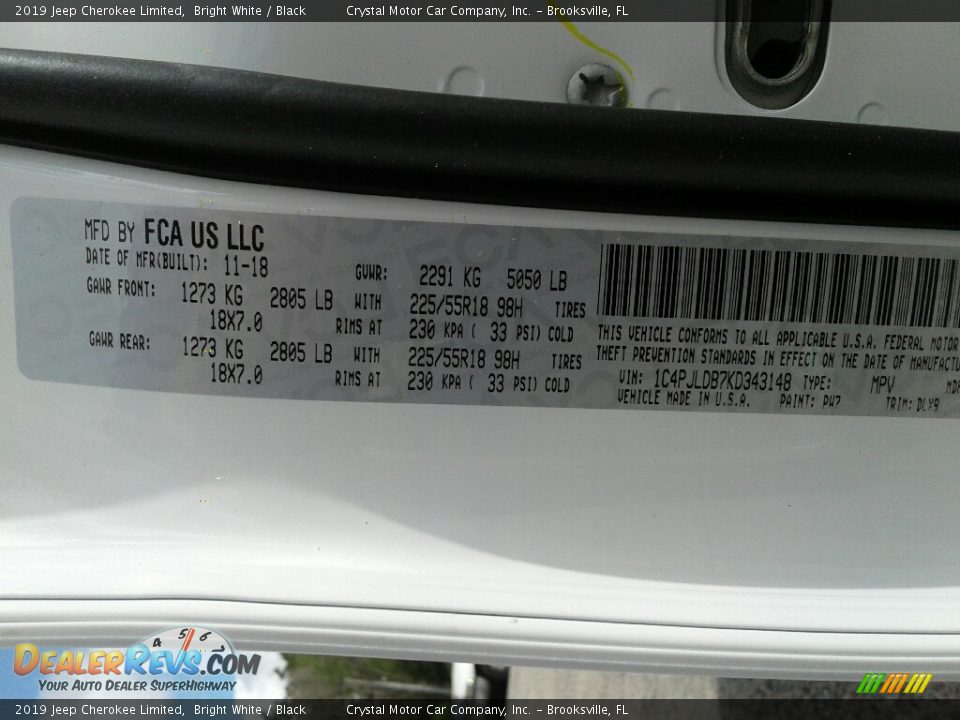 2019 Jeep Cherokee Limited, Bright White / Black Crystal Motor Car Company, Inc. - Brooksville, FL
MFD BY FCA US LLC
DATE OF MFR(BUILT): 11-18 GVWR: 2291 KG 5050 LB
GAWR FRONT: 1273 KG 2805 LB WITH 225/55R18 98H TIRES
18X7.0 RIMS AT 230 KPA ( 33 PSI) COLD
GAWR REAR: 1273 KG 2805 LB WITH 225/55R18 98H TIRES
18X7.0 RIMS AT 230 KPA ( 33 PSI) COLD
THIS VEHICLE CONFORMS TO ALL APPLICABLE U.S.A. FEDERAL MOTOR
THEFT PREVENTION STANDARDS IN EFFECT ON THE DATE OF MANUFACTU
VIN: 1C4PJLDB7KD343148 TYPE: MPV
VEHICLE MADE IN U.S.A. PAINT: PW7 TRIM: DLX9
4 5 6
DEALERREVS.COM
YOUR AUTO DEALER SUPERHIGHWAY
2019 Jeep Cherokee Limited, Bright White / Black Crystal Motor Car Company, Inc. - Brooksville, FL